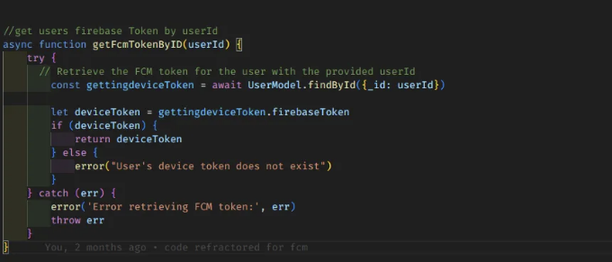 //get users firebase Token by userId
async function getFcmTokenByID(userId) {
try {
// Retrieve the FCM token for the user with the provided userId
const gettingdeviceToken = await UserModel.findById({_id: userId})
let deviceToken = gettingdeviceToken.firebaseToken
if (deviceToken) {
return deviceToken
} else {
error("User's device token does not exist")
}
} catch (err) {
error('Error retrieving FCM token:', err)
throw err
}
}
You, 2 months ago • code refractored for fcm